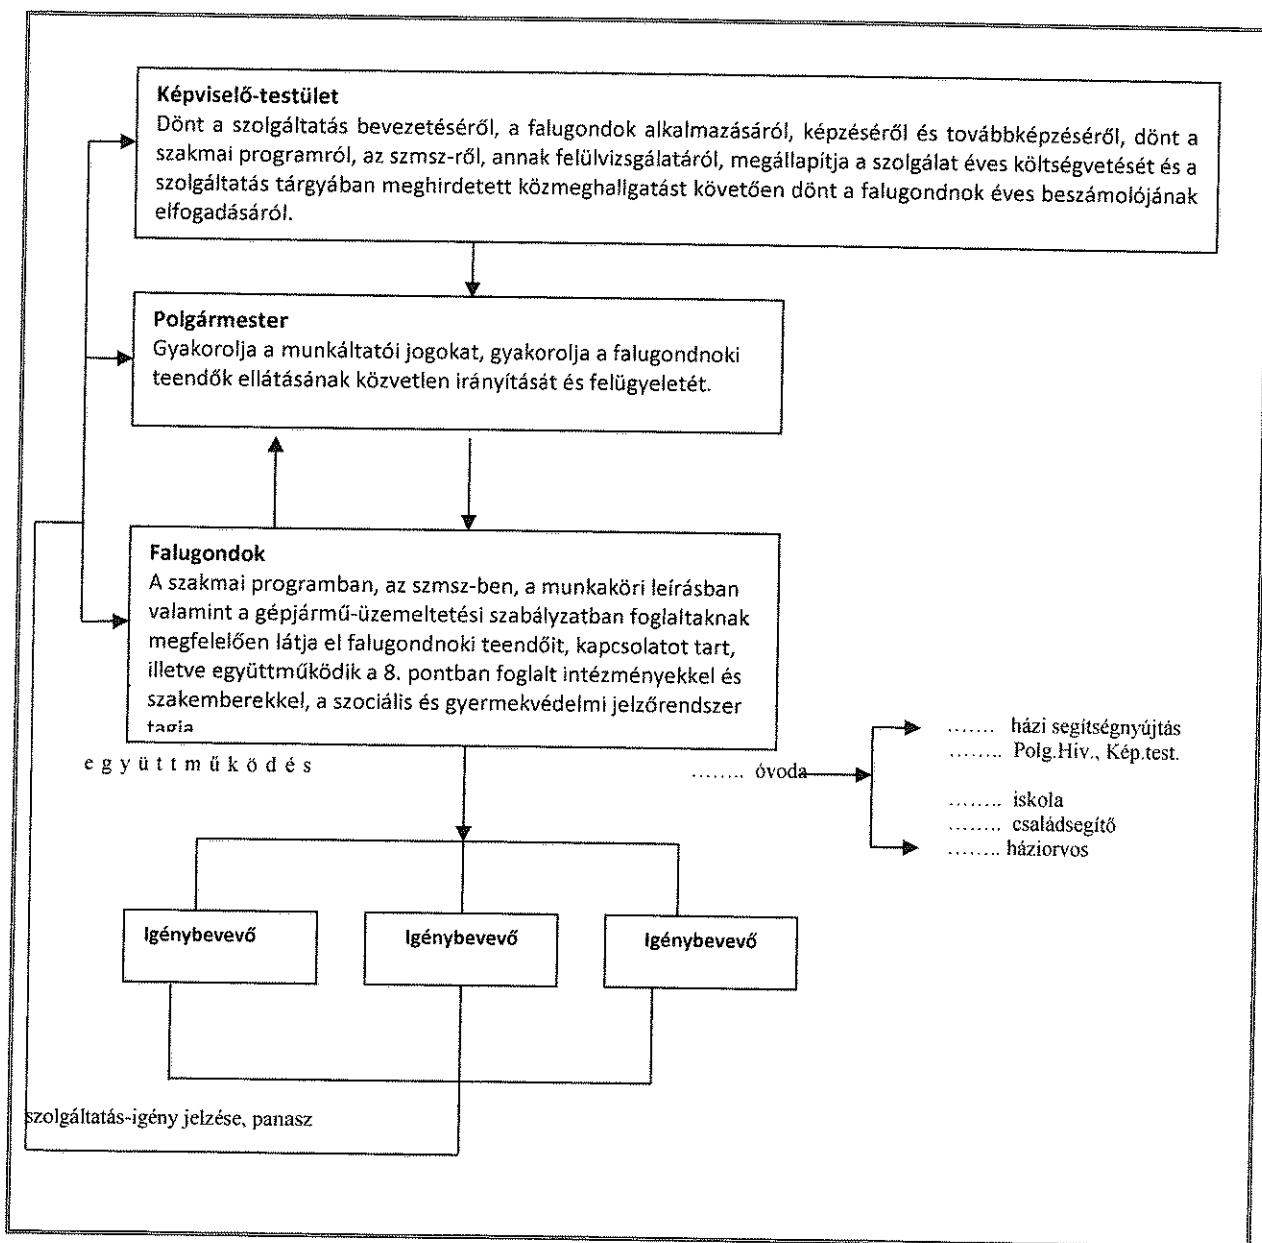 Képviselő-testület
Dönt a szolgáltatás bevezetéséről, a falugondok alkalmazásáról, képzéséről és továbbképzéséről, dönt a
szakmai programról, az szmsz-ről, annak felülvizsgálatáról, megállapítja a szolgálat éves költségvetését és a
szolgáltatás tárgyában meghirdetett közmeghallgatást követően dönt a falugondnok éves beszámolójának
elfogadásáról.
Polgármester
Gyakorolja a munkáltatói jogokat, gyakorolja a falugondnoki
teendők ellátásának közvetlen irányítását és felügyeletét.
Falugondok
A szakmai programban, az szmsz-ben, a munkaköri leírásban
valamint a gépjármű-üzemeltetési szabályzatban foglaltaknak
megfelelően látja el falugondnoki teendőit, kapcsolatot tart,
illetve együttműködik a 8. pontban foglalt intézményekkel és
szakemberekkel, a szociális és gyermekvédelmi jelzőrendszer
tagja
e g y ü t t m ű k ö d é s
........ óvoda
....... házi segítségnyújtás
........ Polg.Hiv., Kép.test.
........ iskola
........ családsegítő
........ háziorvos
Igénybevevő
Igénybevevő
Igénybevevő
szolgáltatás-igény jelzése, panasz